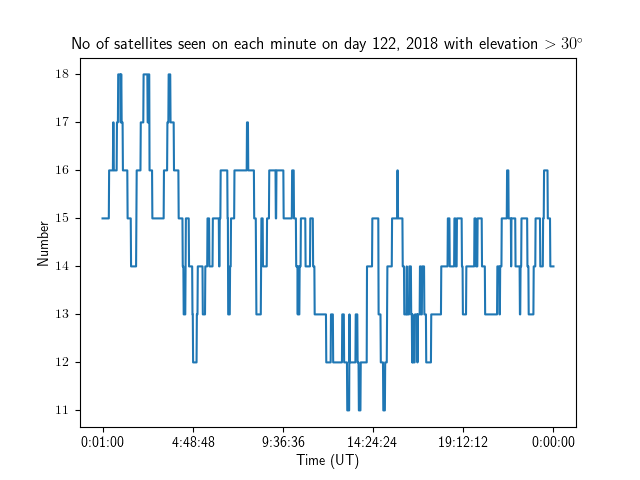 No of satellites seen on each minute on day 122, 2018 with elevation > 30°
18
17
16
15
14
13
12
11
Number
0:01:00 4:48:48 9:36:36 14:24:24 19:12:12 0:00:00
Time (UT)